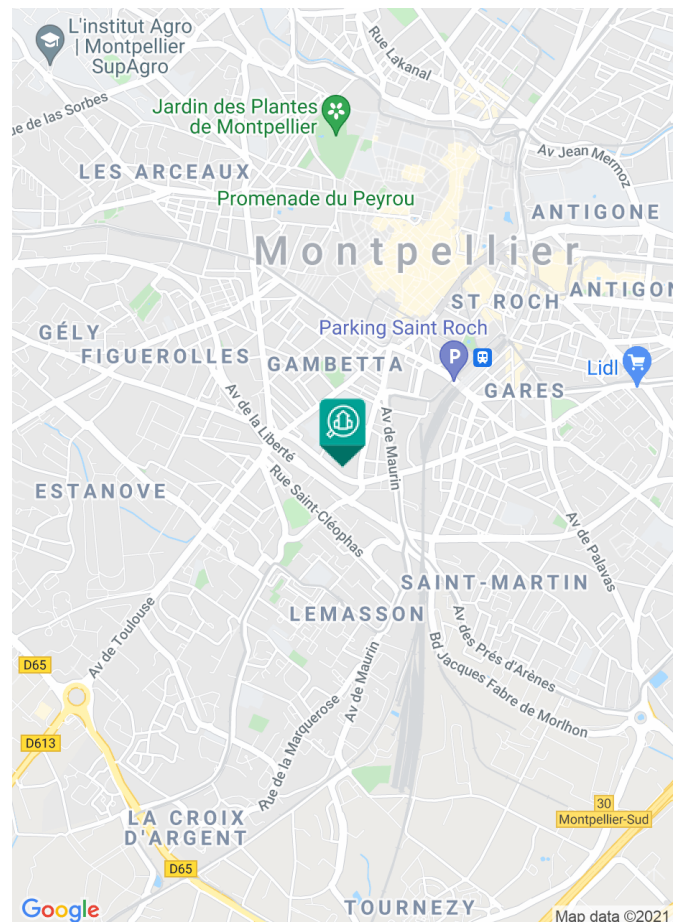 L'institut Agro
| Montpellier
SupAgro
Rue Lakanal
ue de las Sorbes
Jardin des Plantes
de Montpellier
Av Jean Mermoz
LES ARCEAUX
Promenade du Peyrou
ANTIGONE
Montpellier
ST ROCH
ANTIGON
GÉLY
FIGUEROLLES
Parking Saint Roch
P
GAMBETTA
Lidl
GARES
Av de la Liberté
Av de Maurin
ESTANOVE
Rue Saint-Cléophas
Av de Palavas
SAINT-MARTIN
LEMASSON
Av de Toulouse
Av des Prés d'Arènes
D65
Av de Maurin
Bd Jacques Fabre de Morlhon
Rue de la Marquerose
D613
30
Montpellier-Sud
LA CROIX
D'ARGENT
D65
TOURNEZY
Google
Map data ©2021